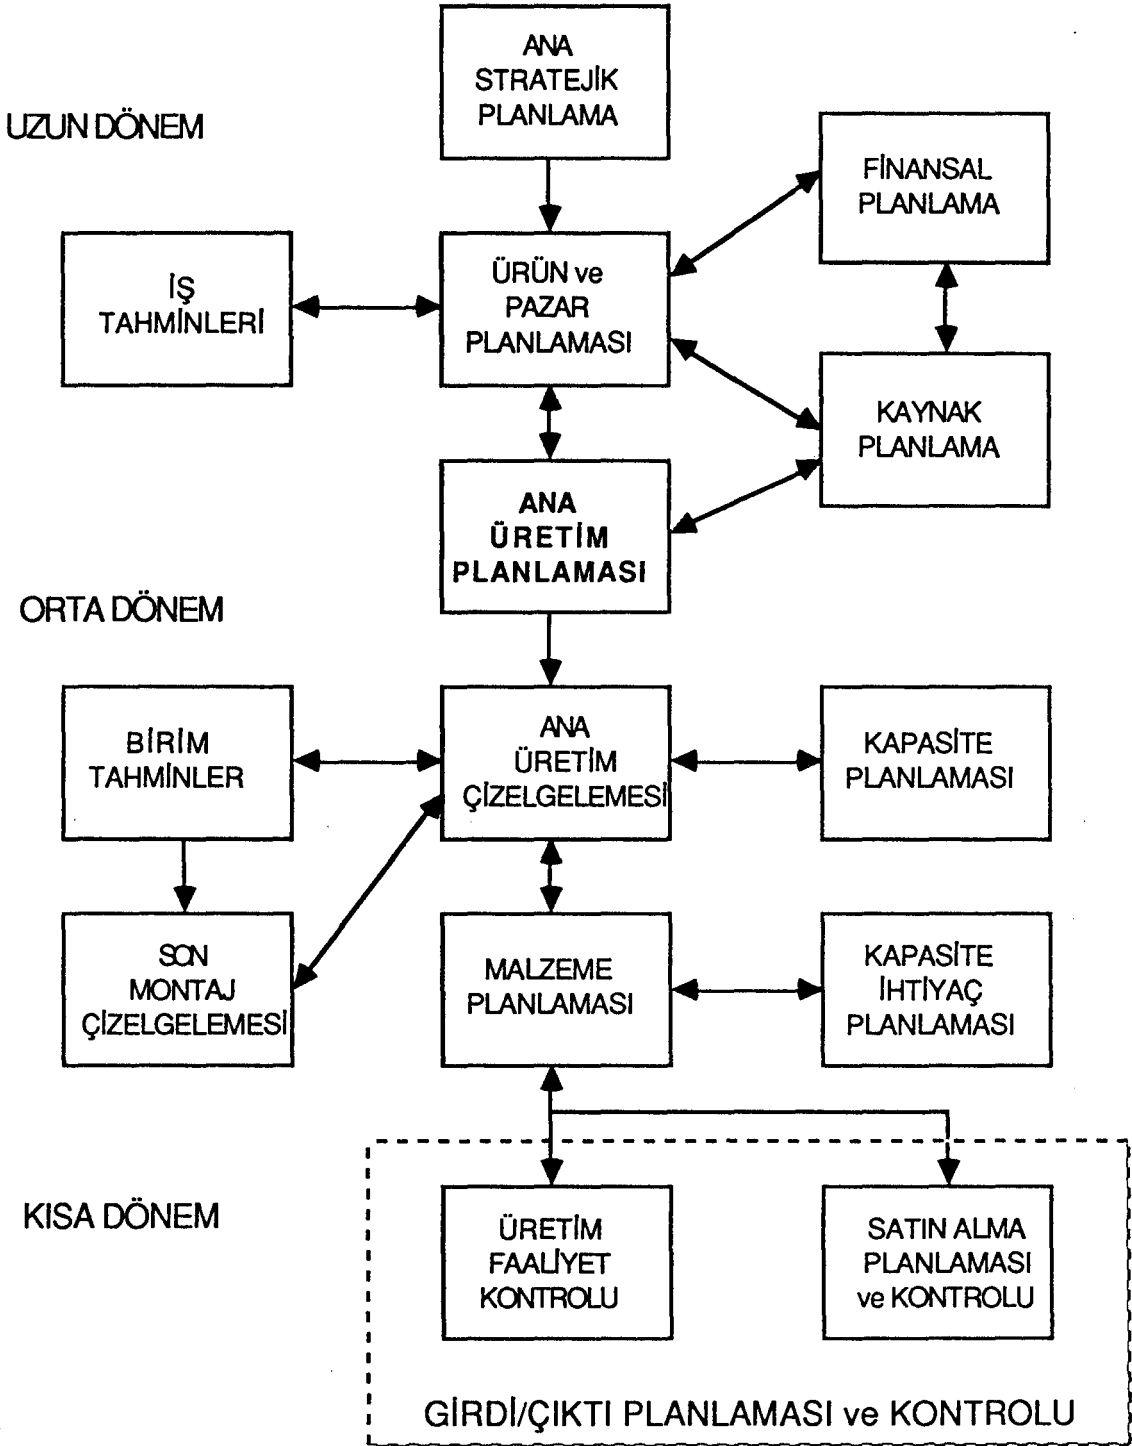 ANA
STRATEJİK
PLANLAMA
UZUN DÖNEM
FİNANSAL
PLANLAMA
İŞ
TAHMİNLERİ
ÜRÜN ve
PAZAR
PLANLAMASI
KAYNAK
PLANLAMA
ANA
ÜRETİM
PLANLAMASI
ORTA DÖNEM
BİRİM
TAHMİNLER
ANA
ÜRETİM
ÇİZELGELEMESİ
KAPASİTE
PLANLAMASI
SON
MONTAJ
ÇİZELGELEMESİ
MALZEME
PLANLAMASI
KAPASİTE
İHTİYAÇ
PLANLAMASI
KISA DÖNEM
ÜRETİM
FAALİYET
KONTROLU
SATIN ALMA
PLANLAMASI
ve KONTROLU
GİRDİ/ÇIKTI PLANLAMASI ve KONTROLU